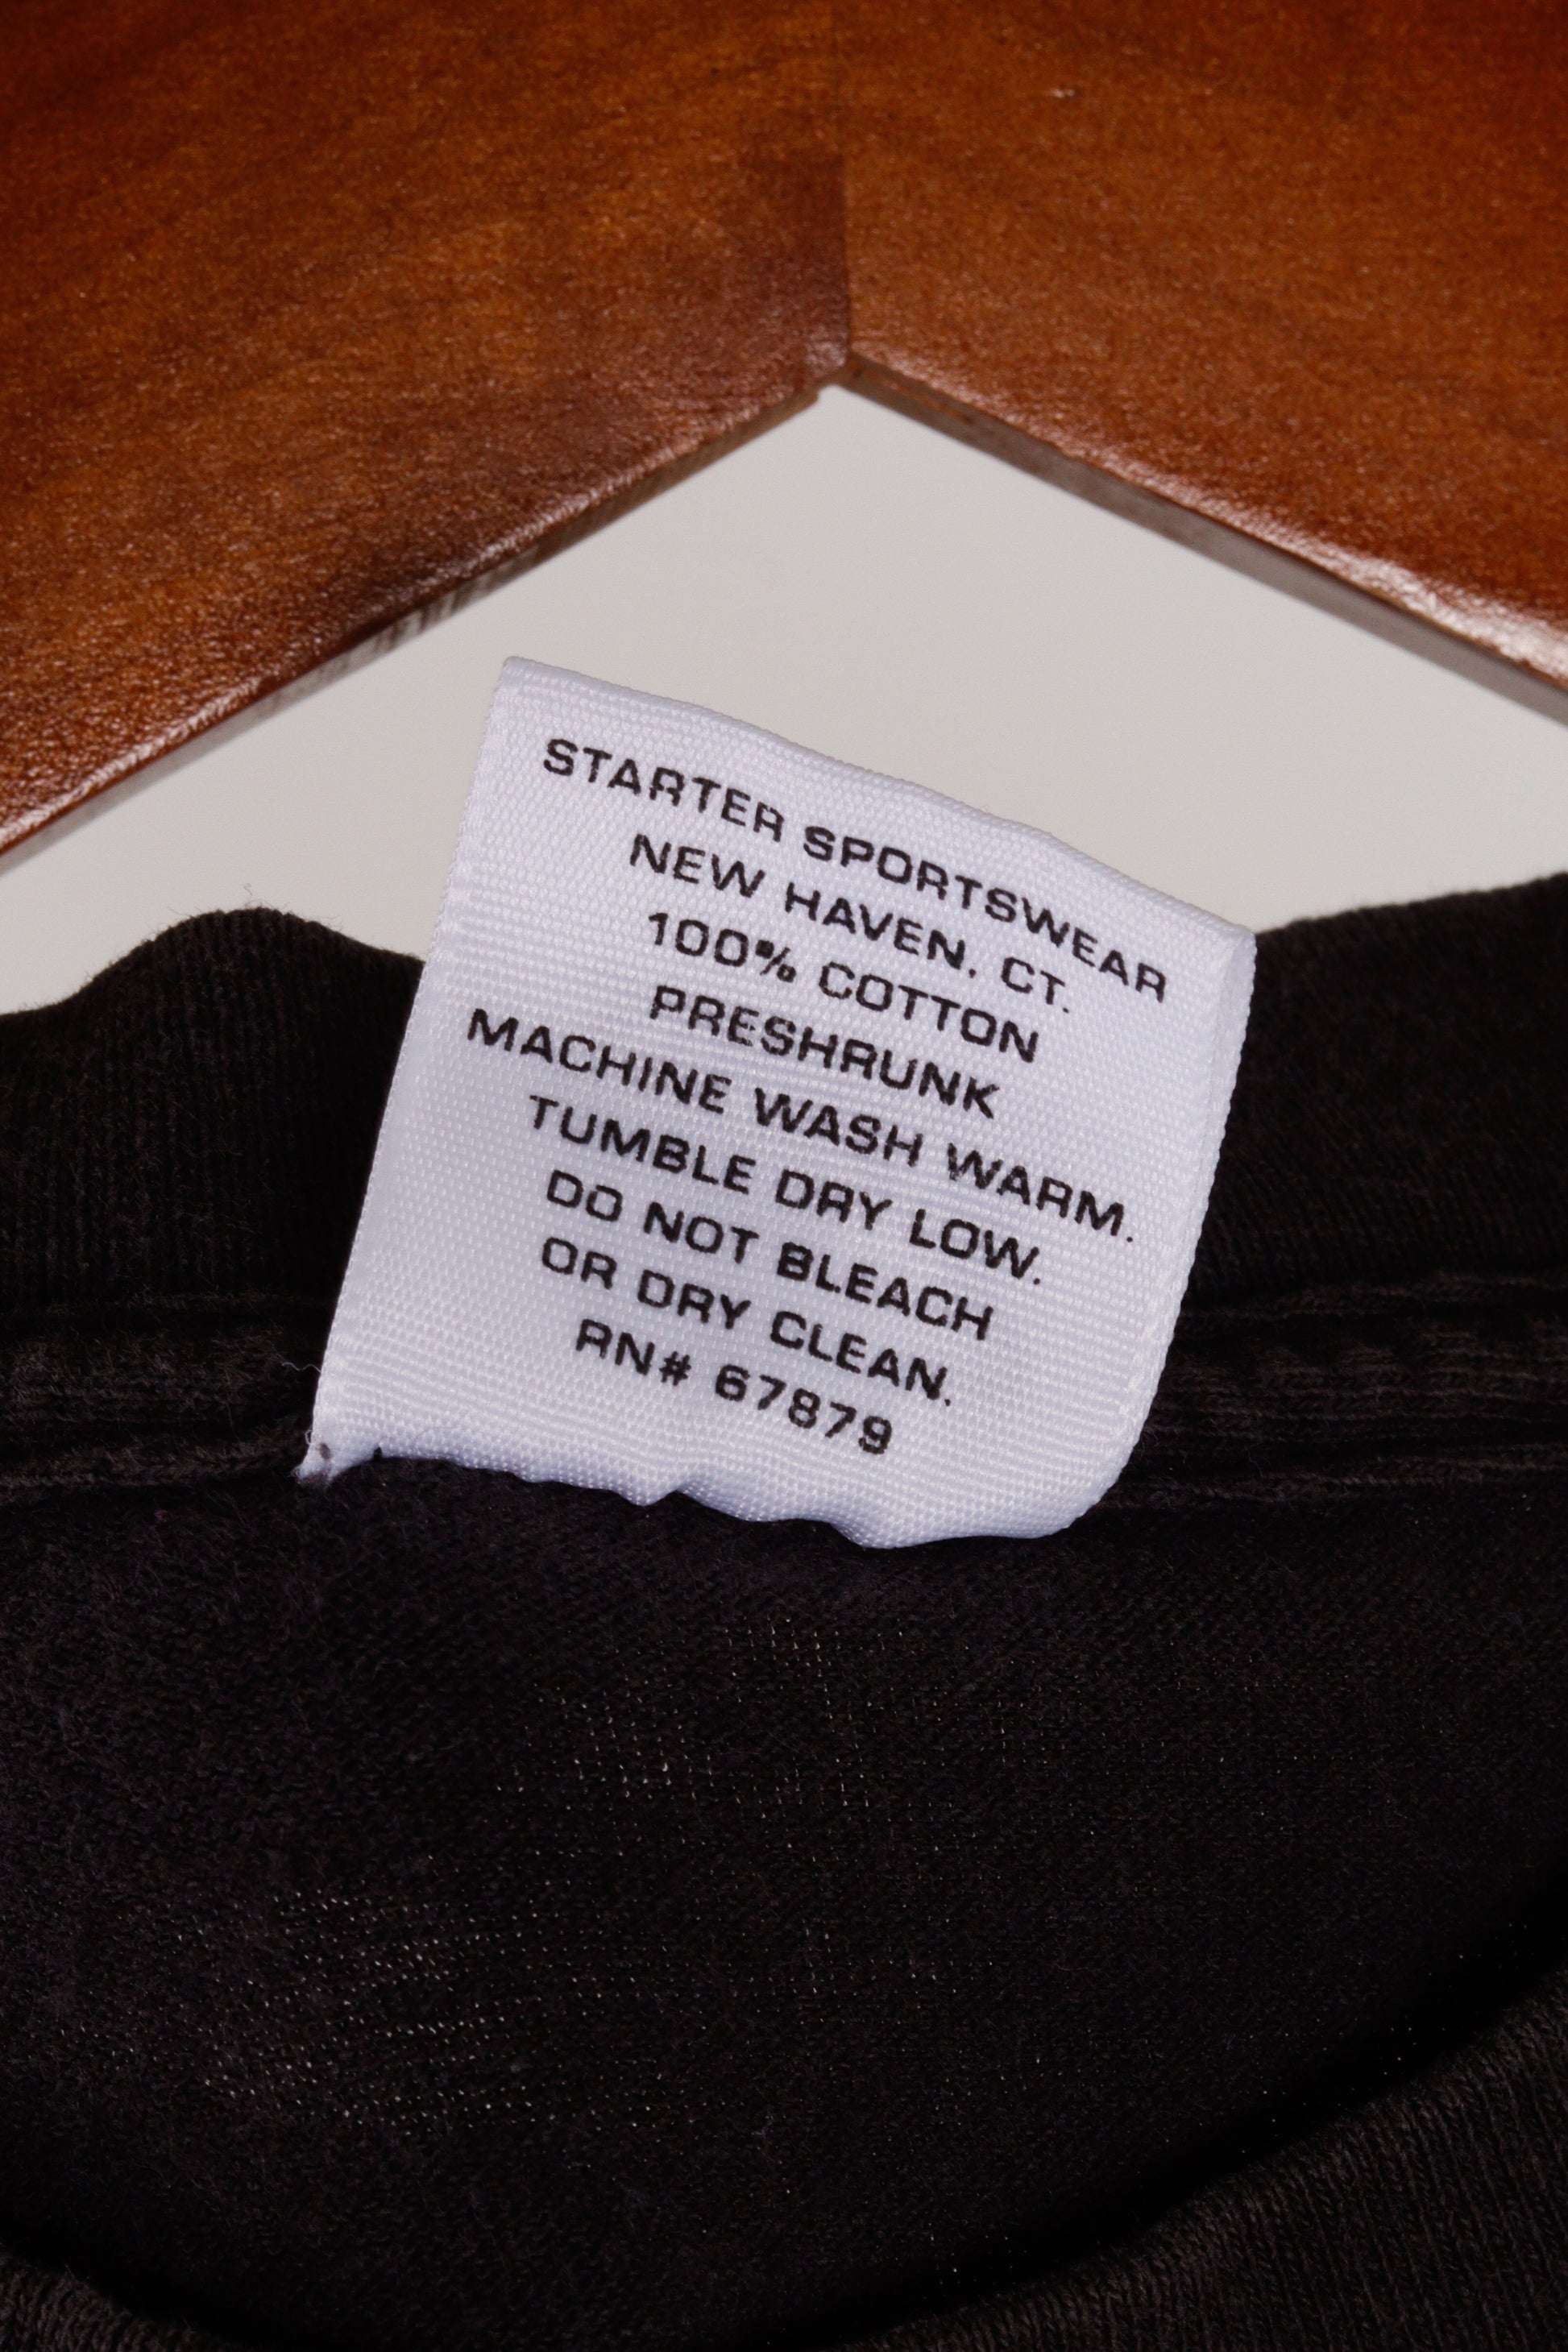 STARTER SPORTSWEAR
NEW HAVEN, CT.
100% COTTON
PRESHRUNK
MACHINE WASH WARM.
TUMBLE DRY LOW.
DO NOT BLEACH
OR DRY CLEAN.
RN# 67879